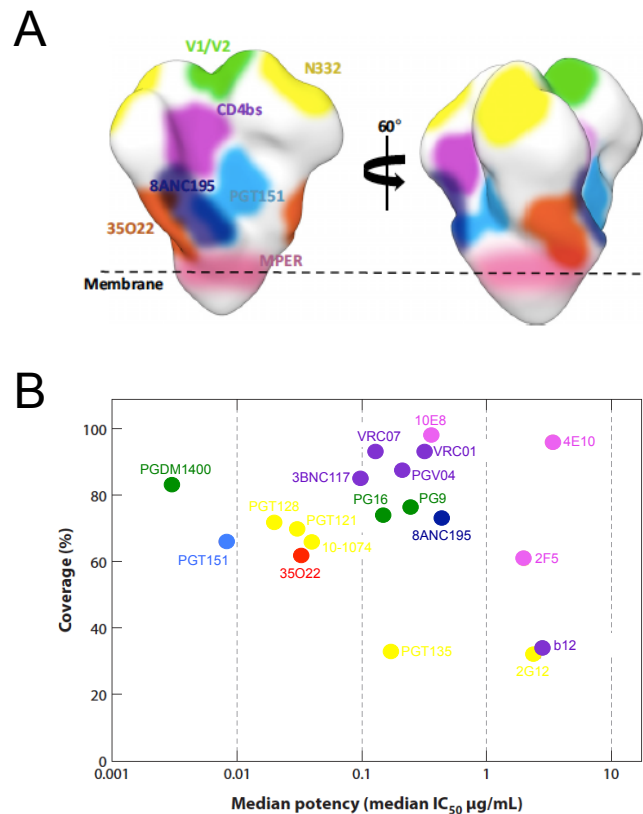 A
V1/V2
N332
CD4bs
60°
8ANC195
PGT151
35O22
MPER
Membrane
B
10E8
100
VRC07
VRC01
4E10
PGDM1400
3BNC117
PGV04
80
PG16
PG9
PGT128
PGT121
8ANC195
PGT151
10-1074
60
2F5
35O22
Coverage (%)
40
PGT135
b12
2G12
20
0
0.001
0.01
0.1
1
10
Median potency (median IC50 µg/mL)